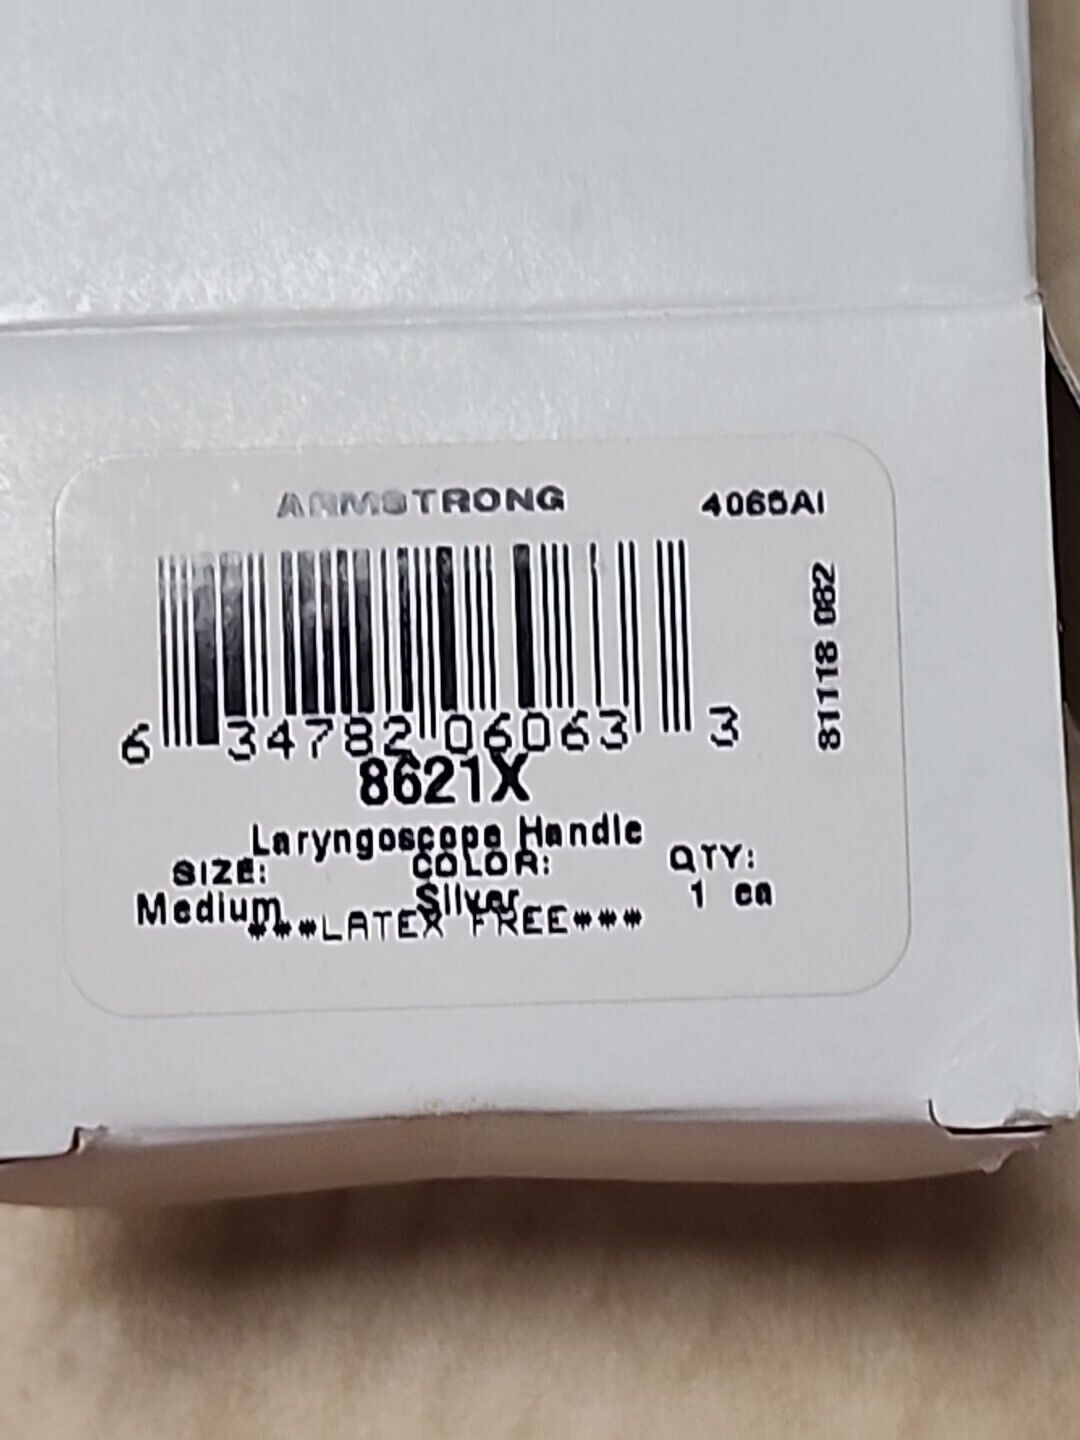 ARMSTRONG 4065AI
81118 082
6 34782 06063 3
8621X
Laryngoscope Handle
SIZE: COLOR: QTY:
Medium Silver 1 ea
***LATEX FREE***